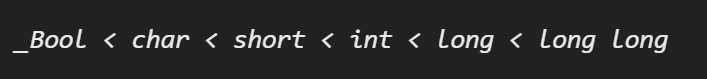 _Bool < char < short < int < long < long long